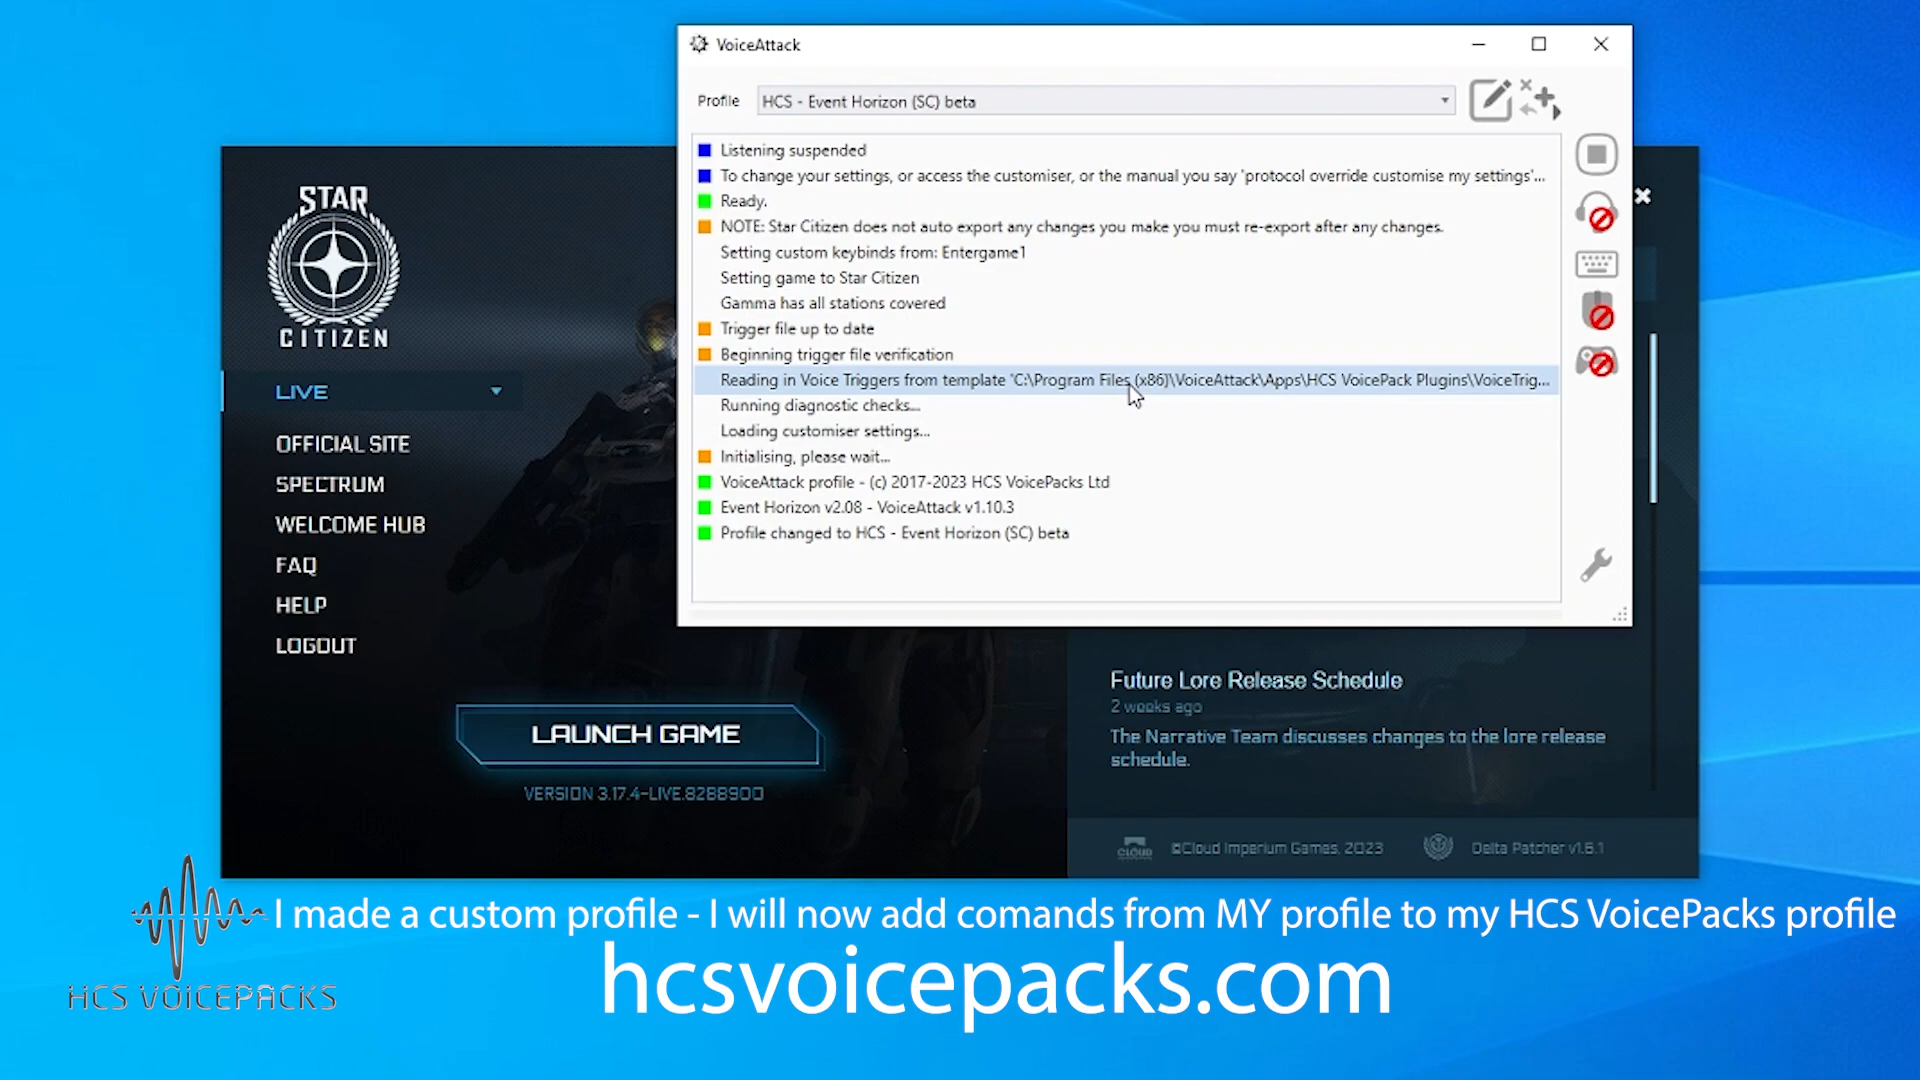 VoiceAttack
Profile
HCS - Event Horizon (SC) beta
Listening suspended
To change your settings, or access the customiser, or the manual you say 'protocol override customise my settings'...
Ready.
NOTE: Star Citizen does not auto export any changes you make you must re-export after any changes.
Setting custom keybinds from: Entergame1
Setting game to Star Citizen
Gamma has all stations covered
Trigger file up to date
Beginning trigger file verification
Reading in Voice Triggers from template 'C:\Program Files (x86)\VoiceAttack\Apps\HCS VoicePack Plugins\VoiceTrig...
Running diagnostic checks...
Loading customiser settings...
Initialising, please wait...
VoiceAttack profile - (c) 2017-2023 HCS VoicePacks Ltd
Event Horizon v2.08 - VoiceAttack v1.10.3
Profile changed to HCS - Event Horizon (SC) beta
STAR
CITIZEN
LIVE
OFFICIAL SITE
SPECTRUM
WELCOME HUB
FAQ
HELP
LOGOUT
LAUNCH GAME
VERSION 3.17.4-LIVE.8288900
Future Lore Release Schedule
2 weeks ago
The Narrative Team discusses changes to the lore release
schedule.
CLOUD
©Cloud Imperium Games. 2023
Delta Patcher v1.5.1
I made a custom profile - I will now add comands from MY profile to my HCS VoicePacks profile
hcsvoicepacks.com
HCS VOICEPACKS